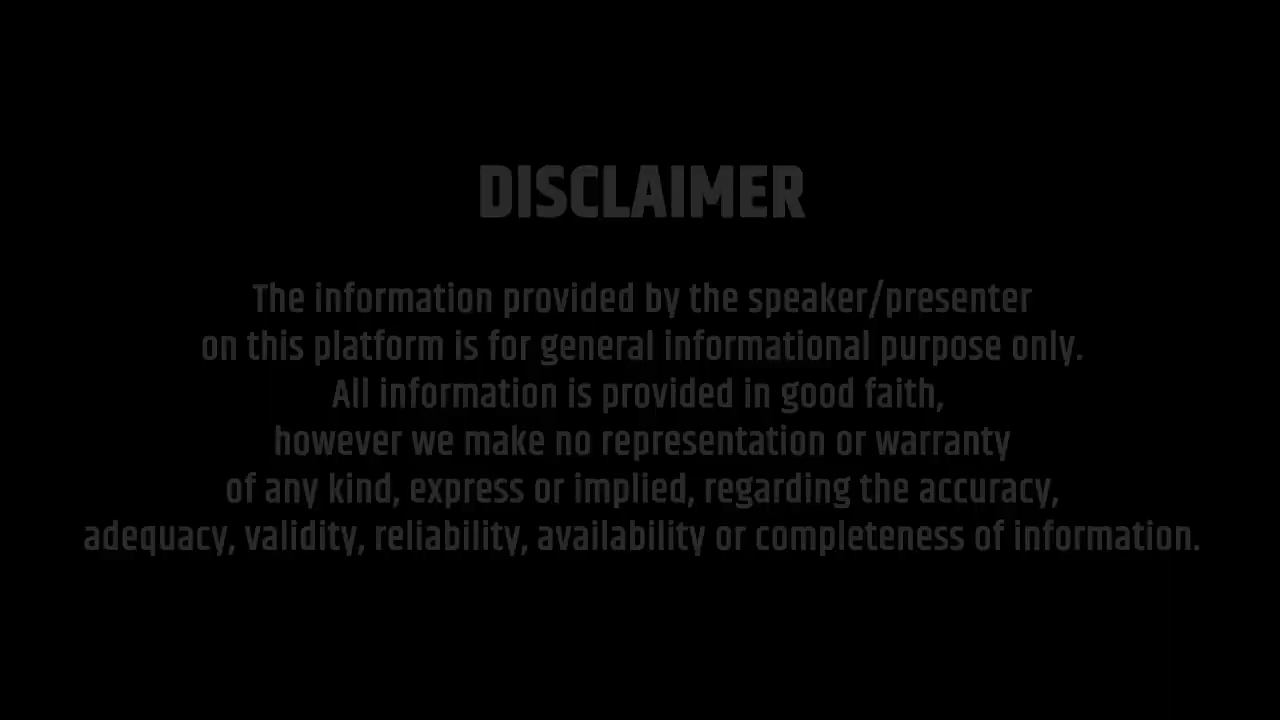 DISCLAIMER
The information provided by the speaker/presenter
on this platform is for general informational purpose only.
All information is provided in good faith,
however we make no representation or warranty
of any kind, express or implied, regarding the accuracy,
adequacy, validity, reliability, availability or completeness of information.